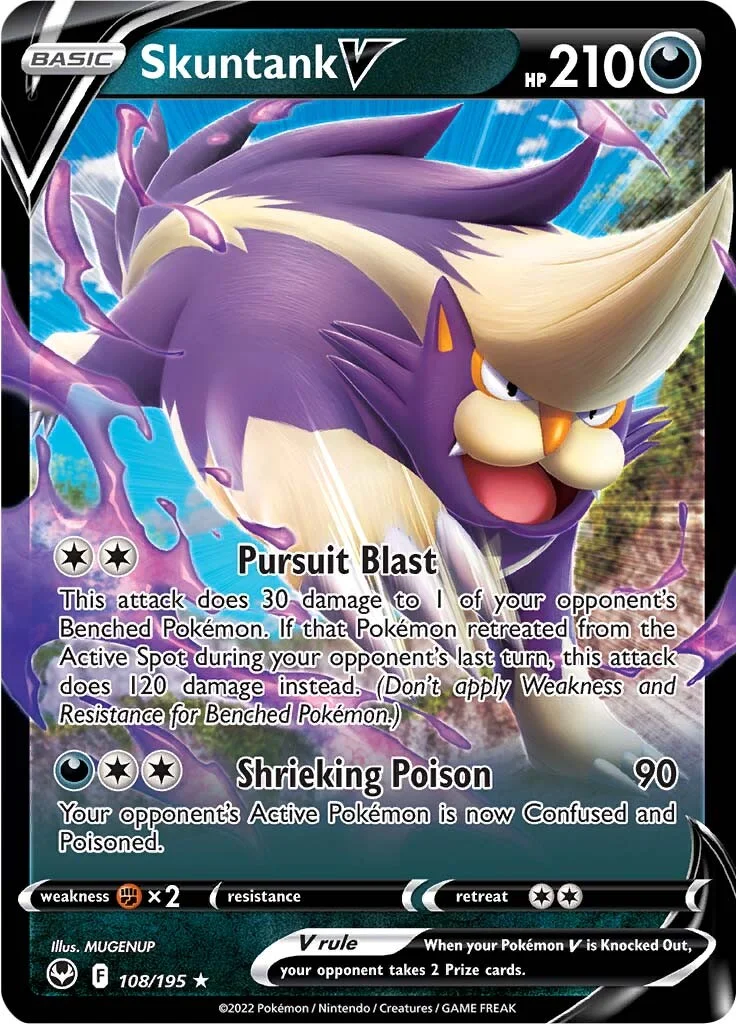 BASIC
Skuntank V
HP 210
Pursuit Blast
This attack does 30 damage to 1 of your opponent's
Benched Pokémon. If that Pokémon retreated from the
Active Spot during your opponent's last turn, this attack
does 120 damage instead. (Don't apply Weakness and
Resistance for Benched Pokémon.)
Shrieking Poison 90
Your opponent's Active Pokémon is now Confused and
Poisoned.
weakness ×2 resistance retreat
Illus. MUGENUP
V rule When your Pokémon V is Knocked Out,
your opponent takes 2 Prize cards.
F 108/195 ★
©2022 Pokémon / Nintendo / Creatures / GAME FREAK